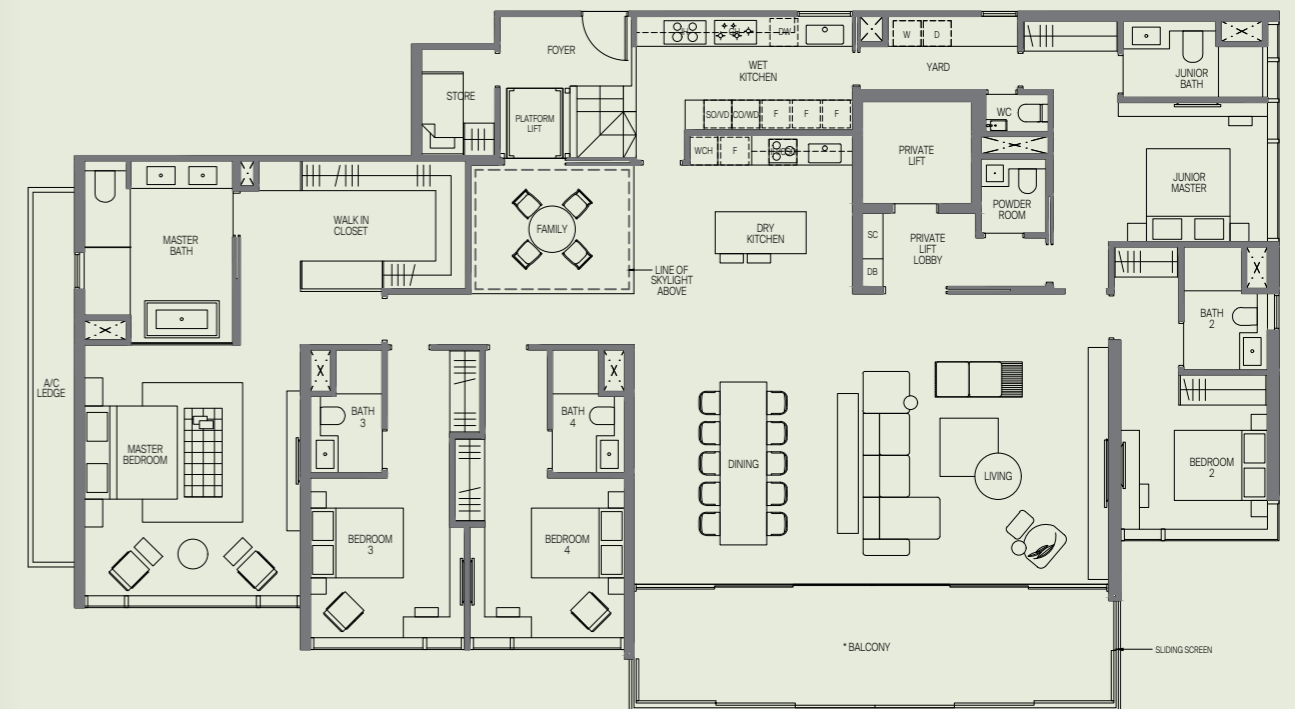 FOYER
DW
W
D
WET
KITCHEN
YARD
JUNIOR
BATH
STORE
PLATFORM
LIFT
SO/VD
CO/WD
F
F
F
WC
WCH
F
PRIVATE
LIFT
JUNIOR
MASTER
POWDER
ROOM
WALK IN
CLOSET
FAMILY
DRY
KITCHEN
SC
PRIVATE
LIFT
LOBBY
DB
MASTER
BATH
LINE OF
SKYLIGHT
ABOVE
BATH
2
A/C
LEDGE
BATH
3
BATH
4
MASTER
BEDROOM
DINING
LIVING
BEDROOM
2
BEDROOM
3
BEDROOM
4
* BALCONY
SLIDING SCREEN